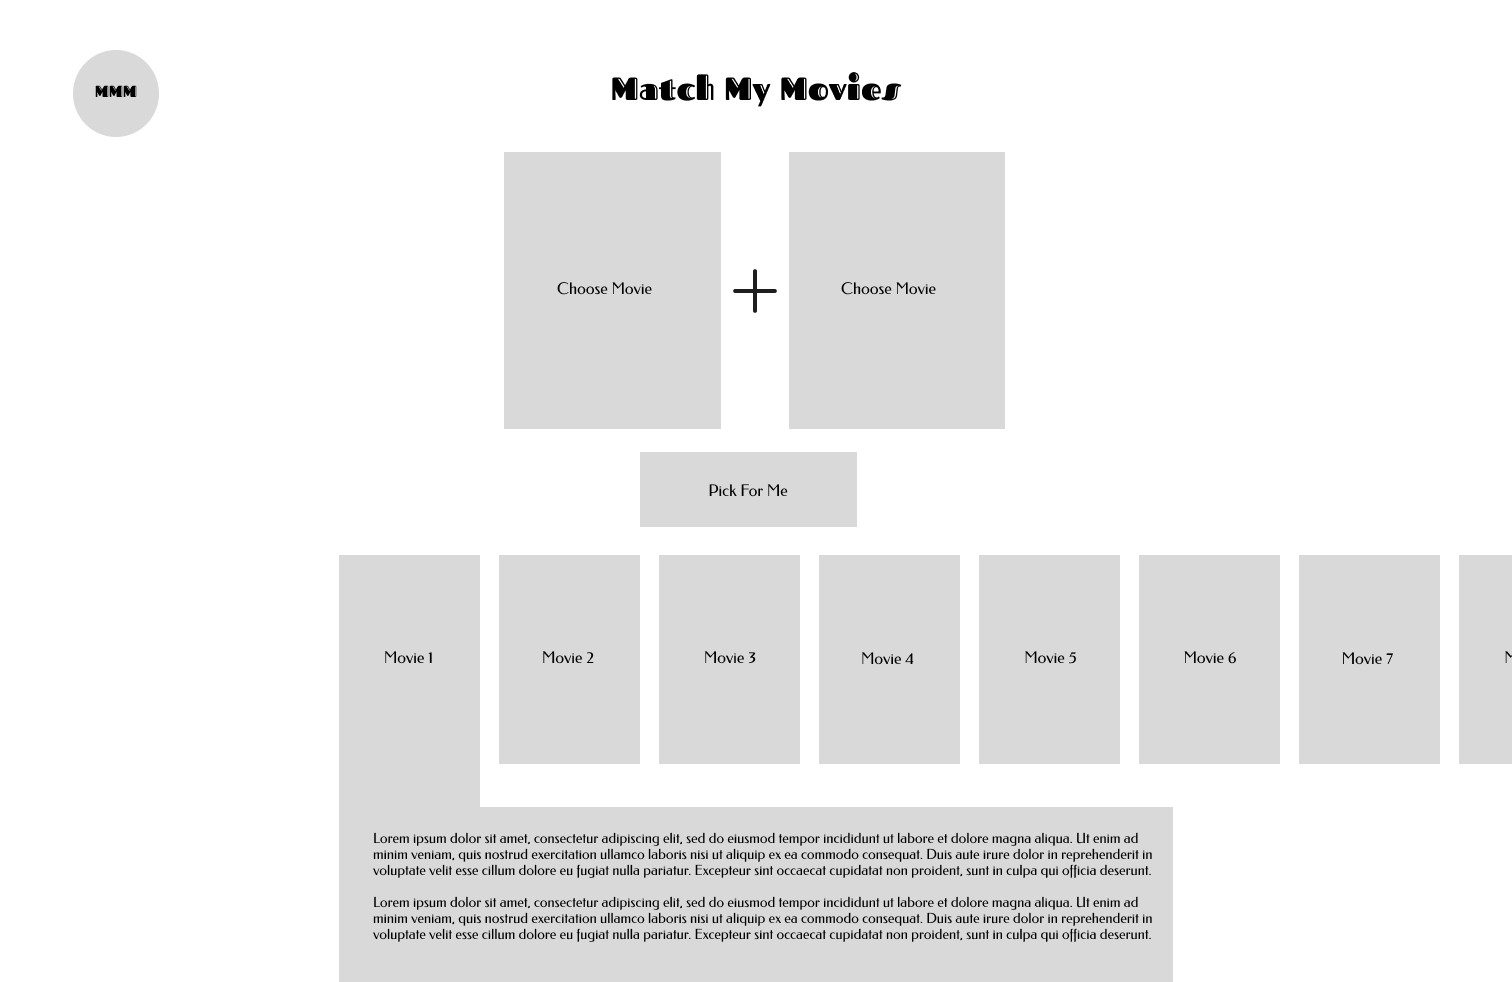 MMM
Match My Movies
Choose Movie
Choose Movie
Pick For Me
Movie 1
Movie 2
Movie 3
Movie 4
Movie 5
Movie 6
Movie 7
Lorem ipsum dolor sit amet, consectetur adipiscing elit, sed do eiusmod tempor incididunt ut labore et dolore magna aliqua. Ut enim ad
minim veniam, quis nostrud exercitation ullamco laboris nisi ut aliquip ex ea commodo consequat. Duis aute irure dolor in reprehenderit in
voluptate velit esse cillum dolore eu fugiat nulla pariatur. Excepteur sint occaecat cupidatat non proident, sunt in culpa qui officia deserunt.
Lorem ipsum dolor sit amet, consectetur adipiscing elit, sed do eiusmod tempor incididunt ut labore et dolore magna aliqua. Ut enim ad
minim veniam, quis nostrud exercitation ullamco laboris nisi ut aliquip ex ea commodo consequat. Duis aute irure dolor in reprehenderit in
voluptate velit esse cillum dolore eu fugiat nulla pariatur. Excepteur sint occaecat cupidatat non proident, sunt in culpa qui officia deserunt.